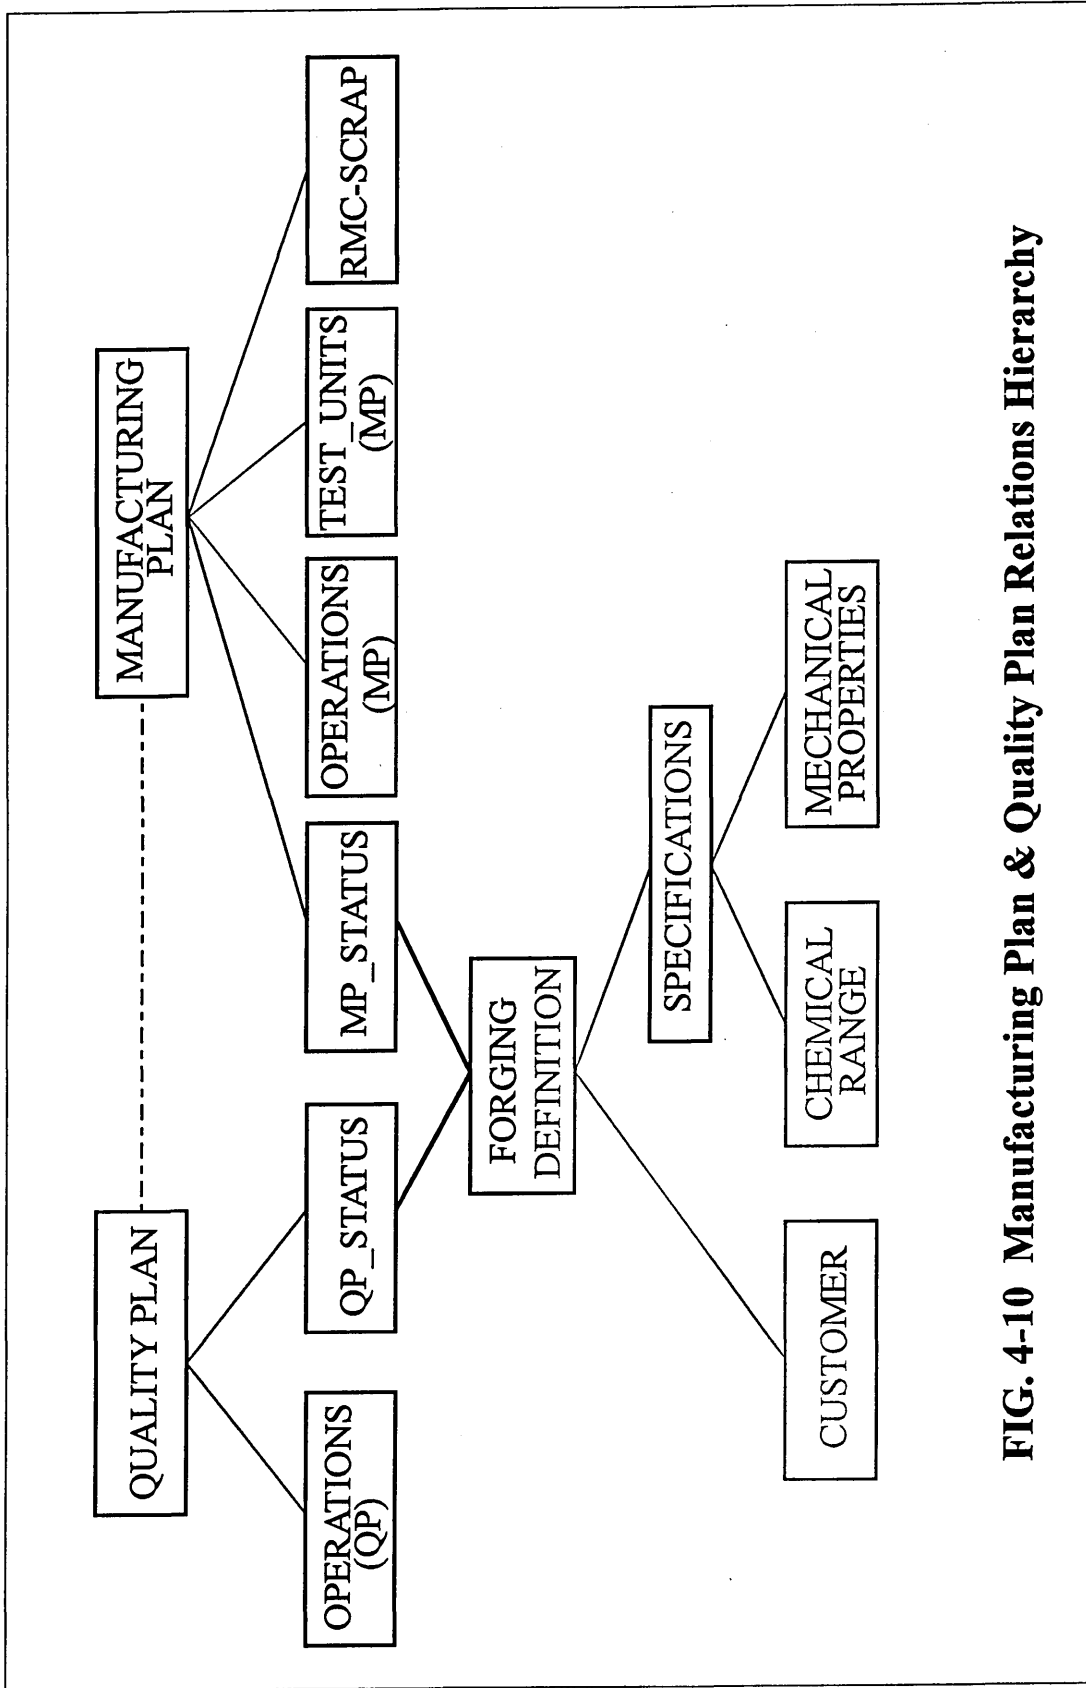 QUALITY PLAN
MANUFACTURING
PLAN
OPERATIONS
(QP)
QP_STATUS
MP_STATUS
OPERATIONS
(MP)
TEST_UNITS
(MP)
RMC-SCRAP
FORGING
DEFINITION
SPECIFICATIONS
CUSTOMER
CHEMICAL
RANGE
MECHANICAL
PROPERTIES
FIG. 4-10 Manufacturing Plan & Quality Plan Relations Hierarchy